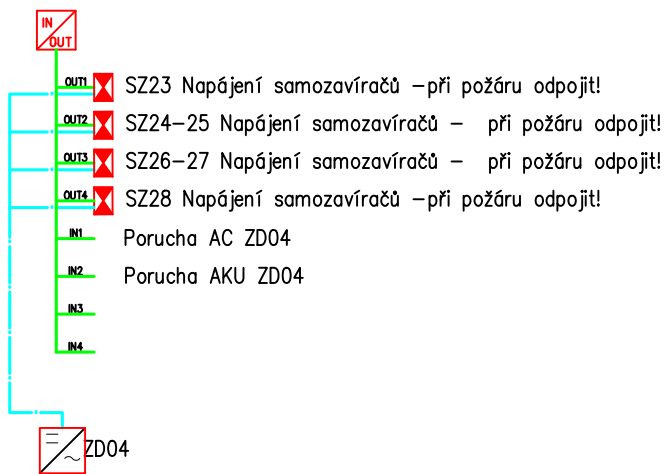 IN
OUT
OUT1 SZ23 Napájení samozavíračů -při požáru odpojit!
OUT2 SZ24-25 Napájení samozavíračů - při požáru odpojit!
OUT3 SZ26-27 Napájení samozavíračů - při požáru odpojit!
OUT4 SZ28 Napájení samozavíračů -při požáru odpojit!
IN1 Porucha AC ZD04
IN2 Porucha AKU ZD04
IN3
IN4
ZD04